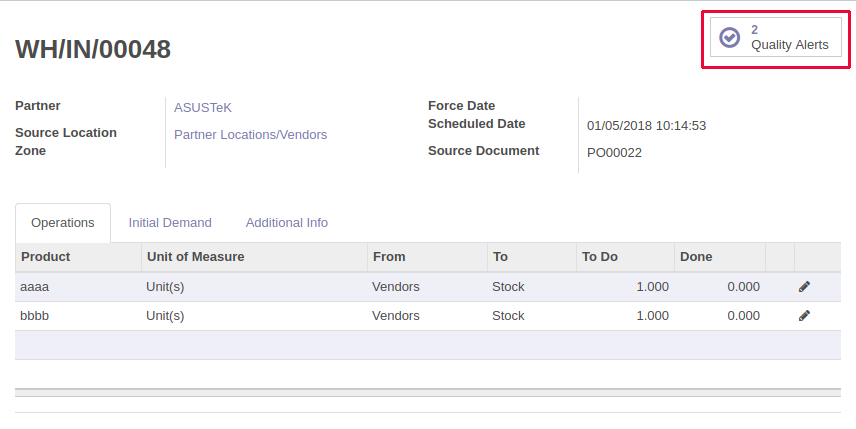 2
Quality Alerts
WH/IN/00048
Partner
ASUSTeK
Source Location Zone
Partner Locations/Vendors
Force Date
Scheduled Date
01/05/2018 10:14:53
Source Document
PO00022
Operations Initial Demand Additional Info
Product Unit of Measure From To To Do Done
aaaa Unit(s) Vendors Stock 1.000 0.000
bbbb Unit(s) Vendors Stock 1.000 0.000